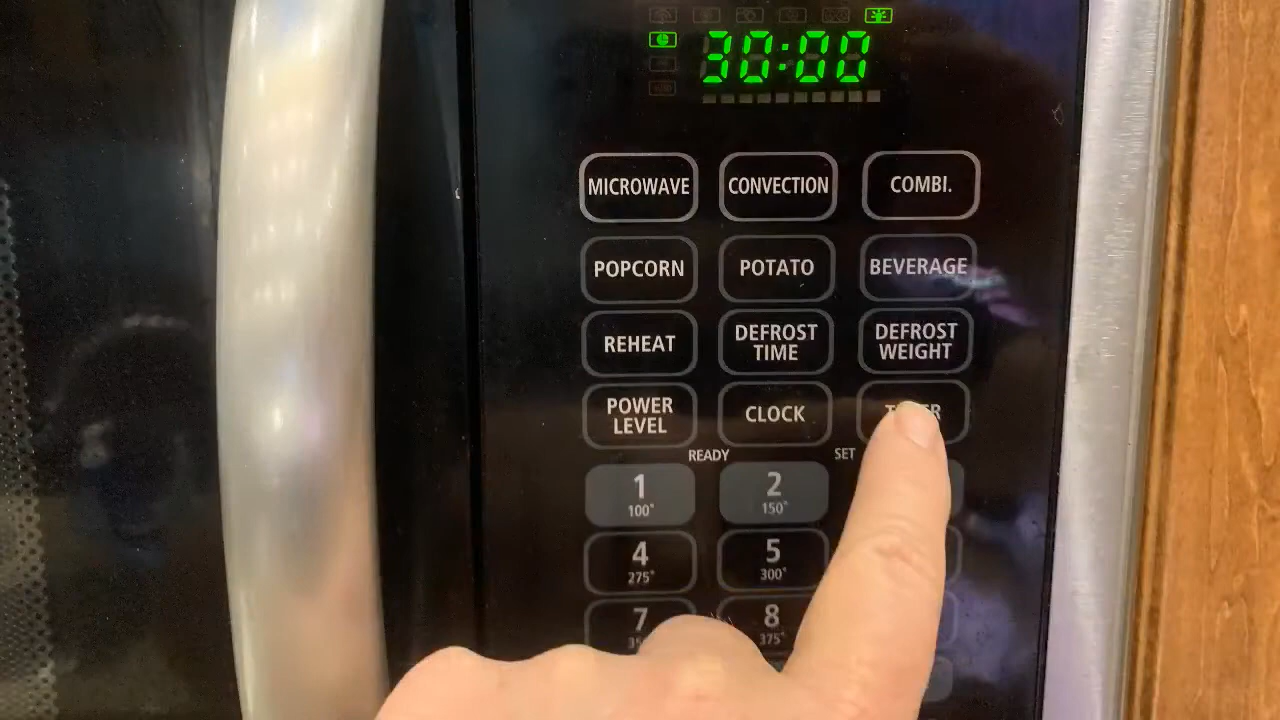 30:00
MICROWAVE
CONVECTION
COMBI.
POPCORN
POTATO
BEVERAGE
REHEAT
DEFROST
TIME
DEFROST
WEIGHT
POWER
LEVEL
CLOCK
READY
SET
1
100°
2
150°
4
275°
5
300°
7
8
375°